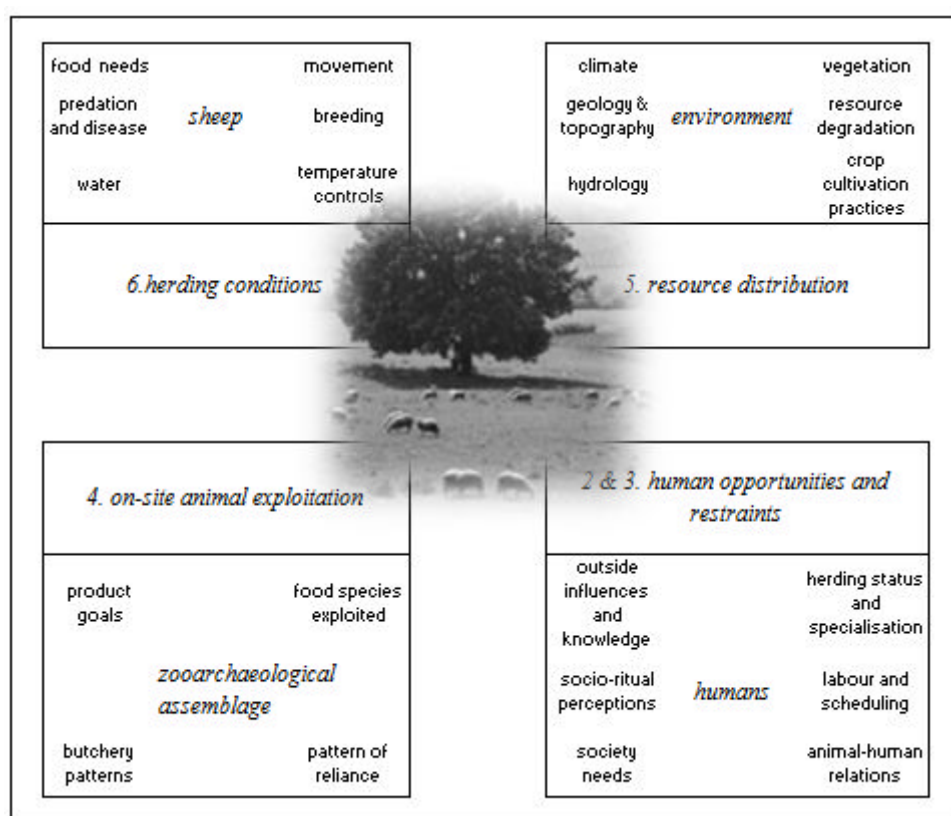 food needs
movement
predation
and disease
sheep
breeding
water
temperature
controls
6.herding conditions
climate
vegetation
geology &
topography
environment
resource
degradation
hydrology
crop
cultivation
practices
5. resource distribution
4. on-site animal exploitation
product
goals
food species
exploited
zooarchaeological
assemblage
butchery
patterns
pattern of
reliance
2 & 3. human opportunities and
restraints
outside
influences
and
knowledge
herding status
and
specialisation
socio-ritual
perceptions
humans
labour and
scheduling
society
needs
animal-human
relations